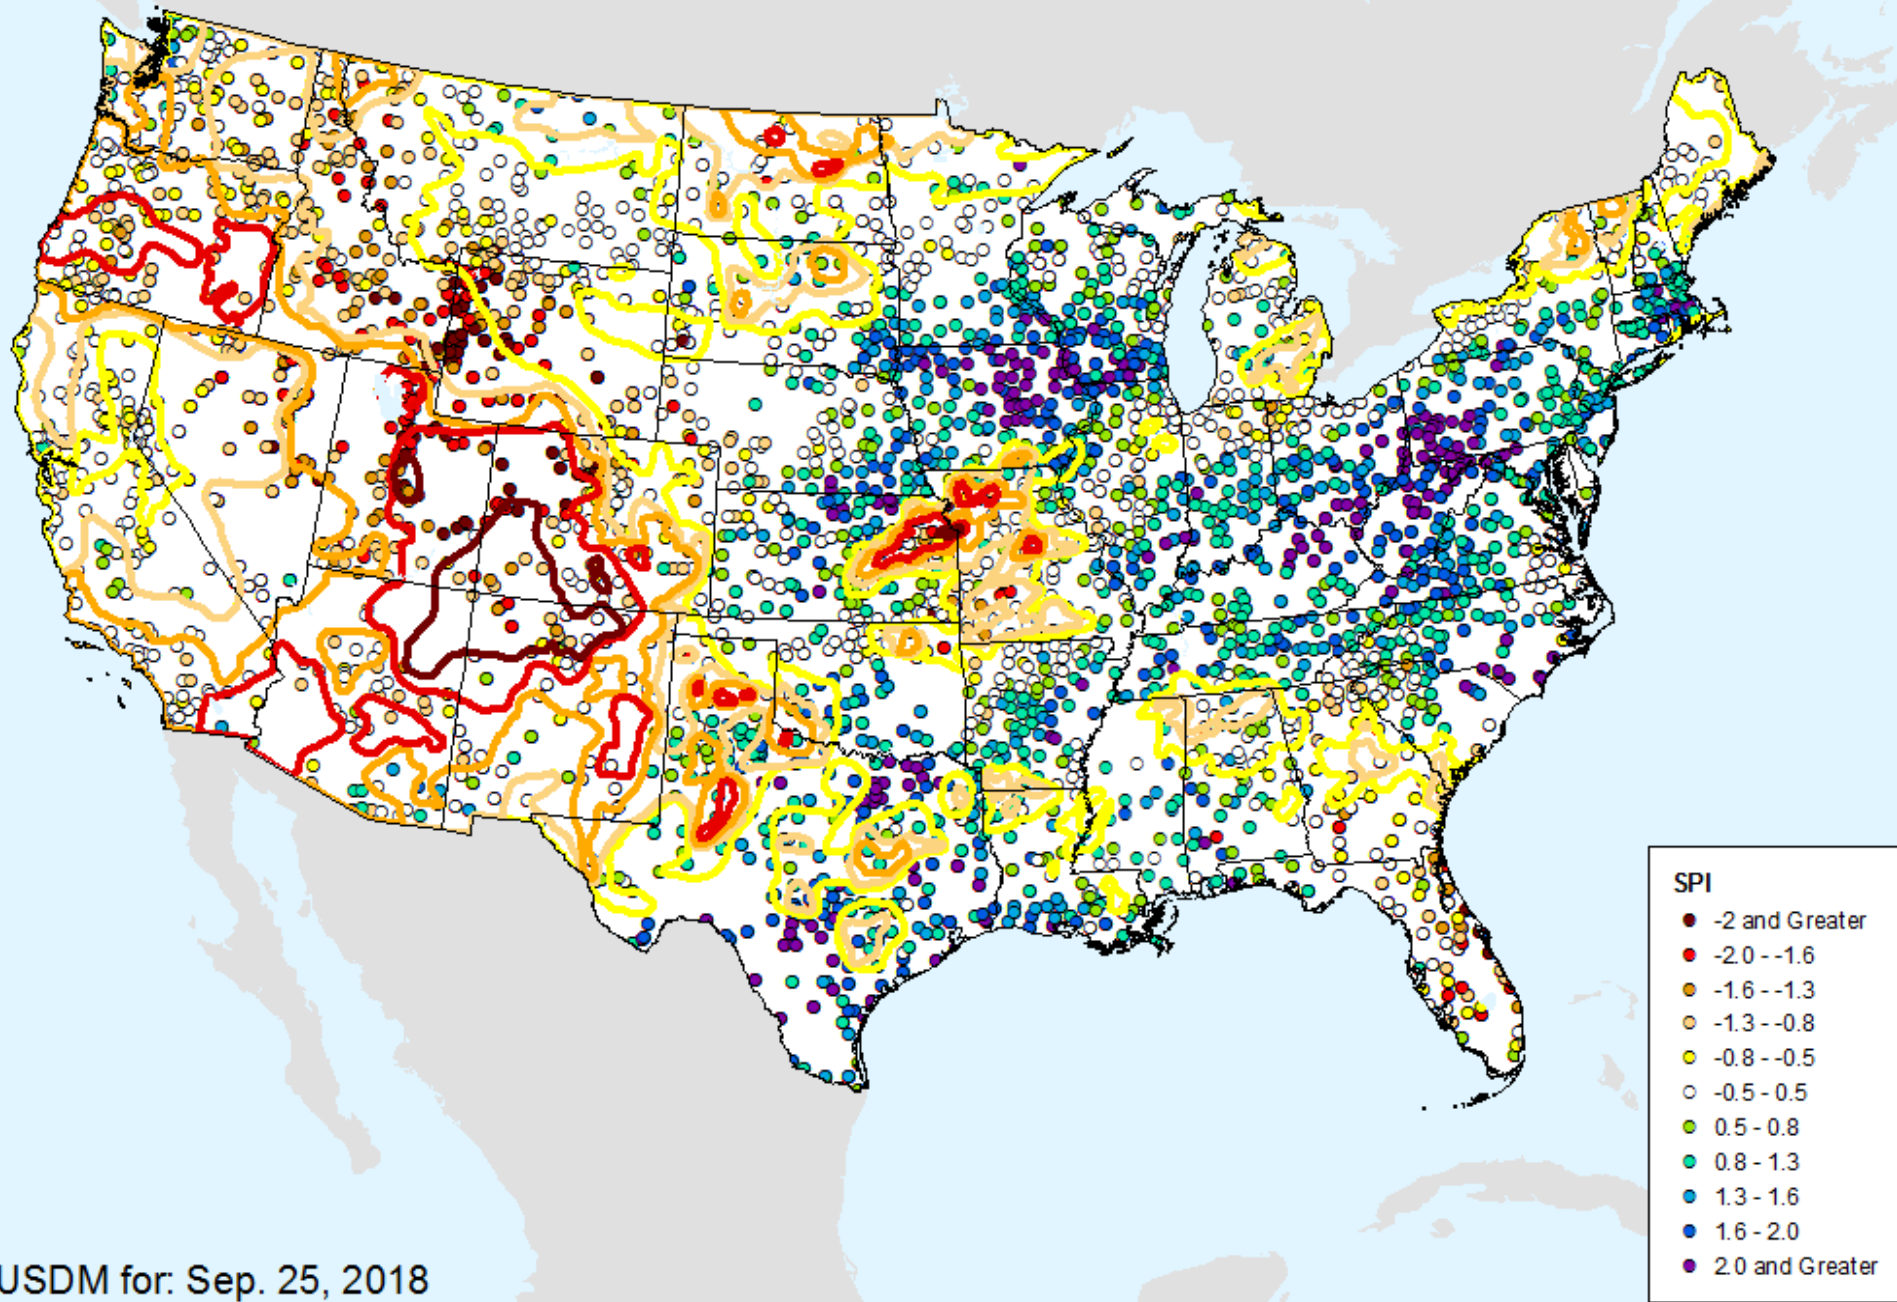 SPI
-2 and Greater
-2.0 - -1.6
-1.6 - -1.3
-1.3 - -0.8
-0.8 - -0.5
-0.5 - 0.5
0.5 - 0.8
0.8 - 1.3
1.3 - 1.6
1.6 - 2.0
2.0 and Greater
USDM for: Sep. 25, 2018